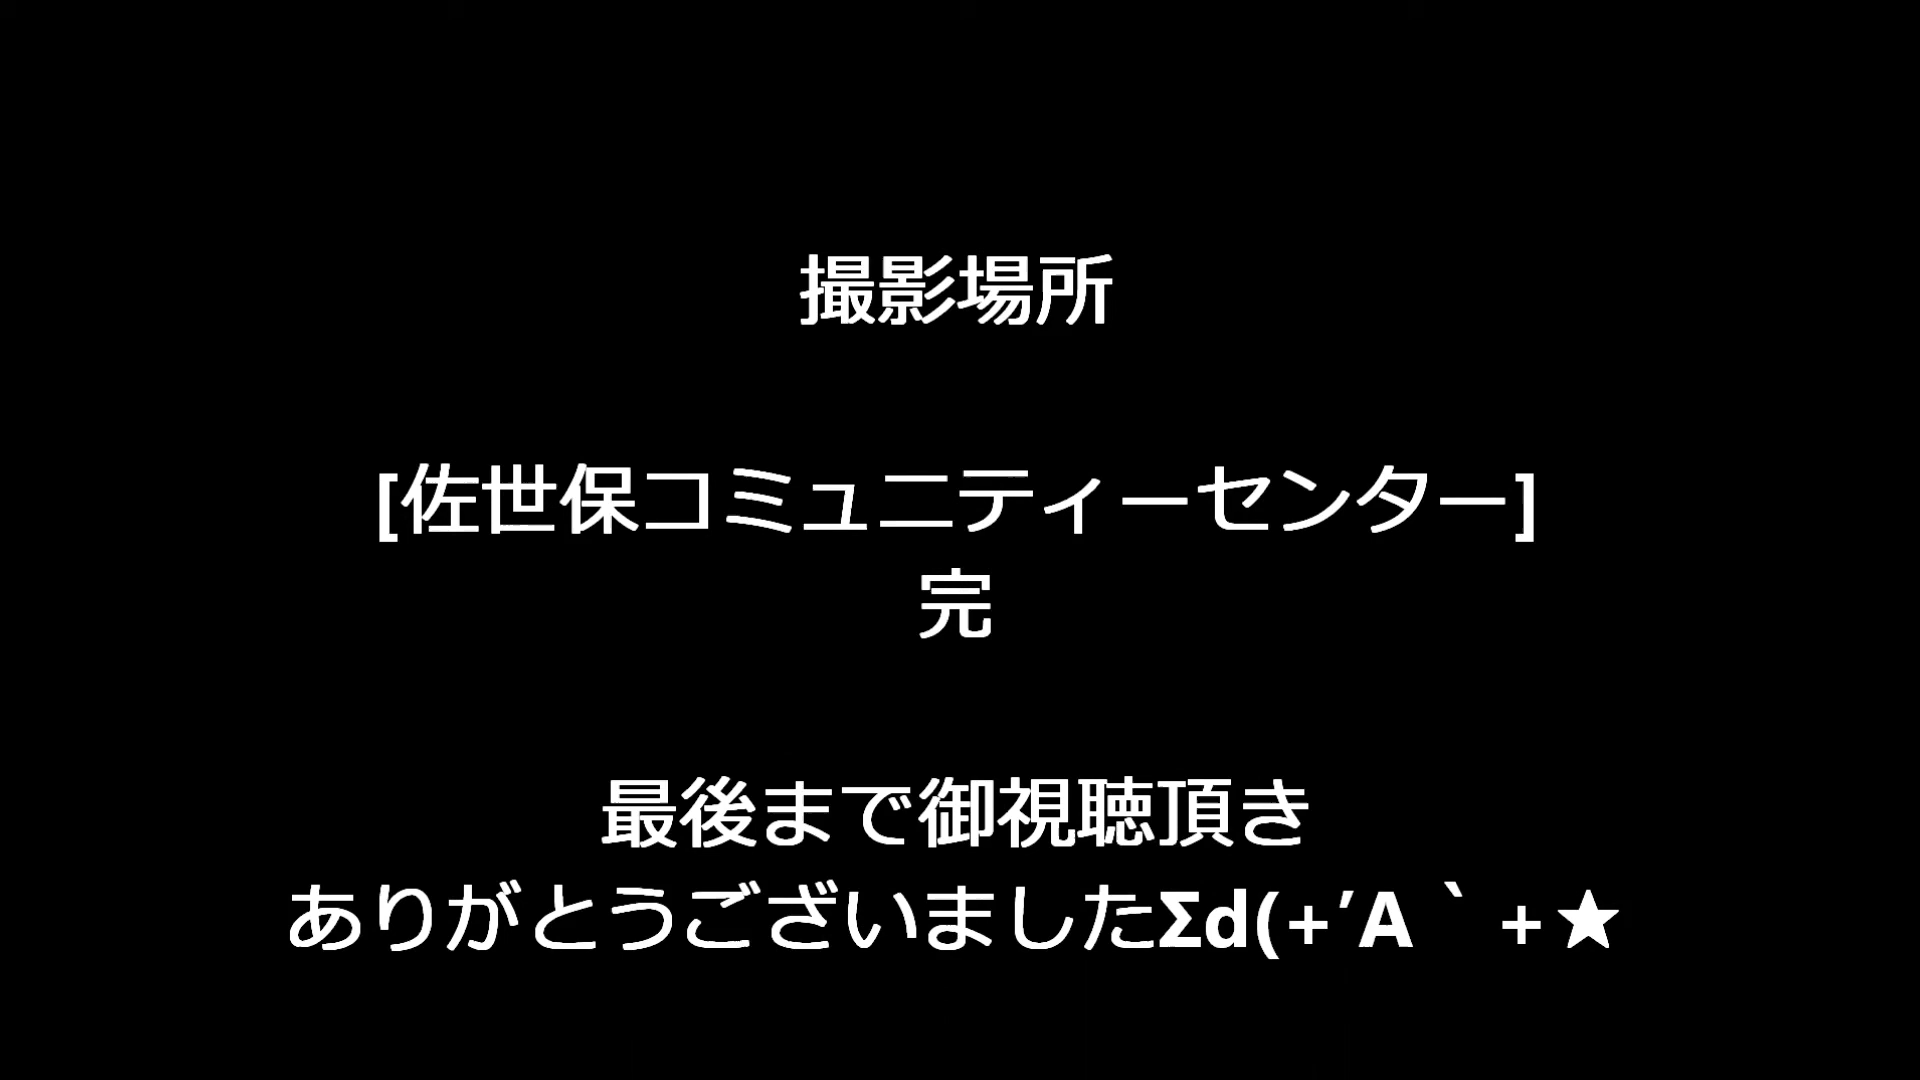 撮影場所
[佐世保コミュニティーセンター]
完
最後まで御視聴頂き
ありがとうございましたΣd(+′A｀+★